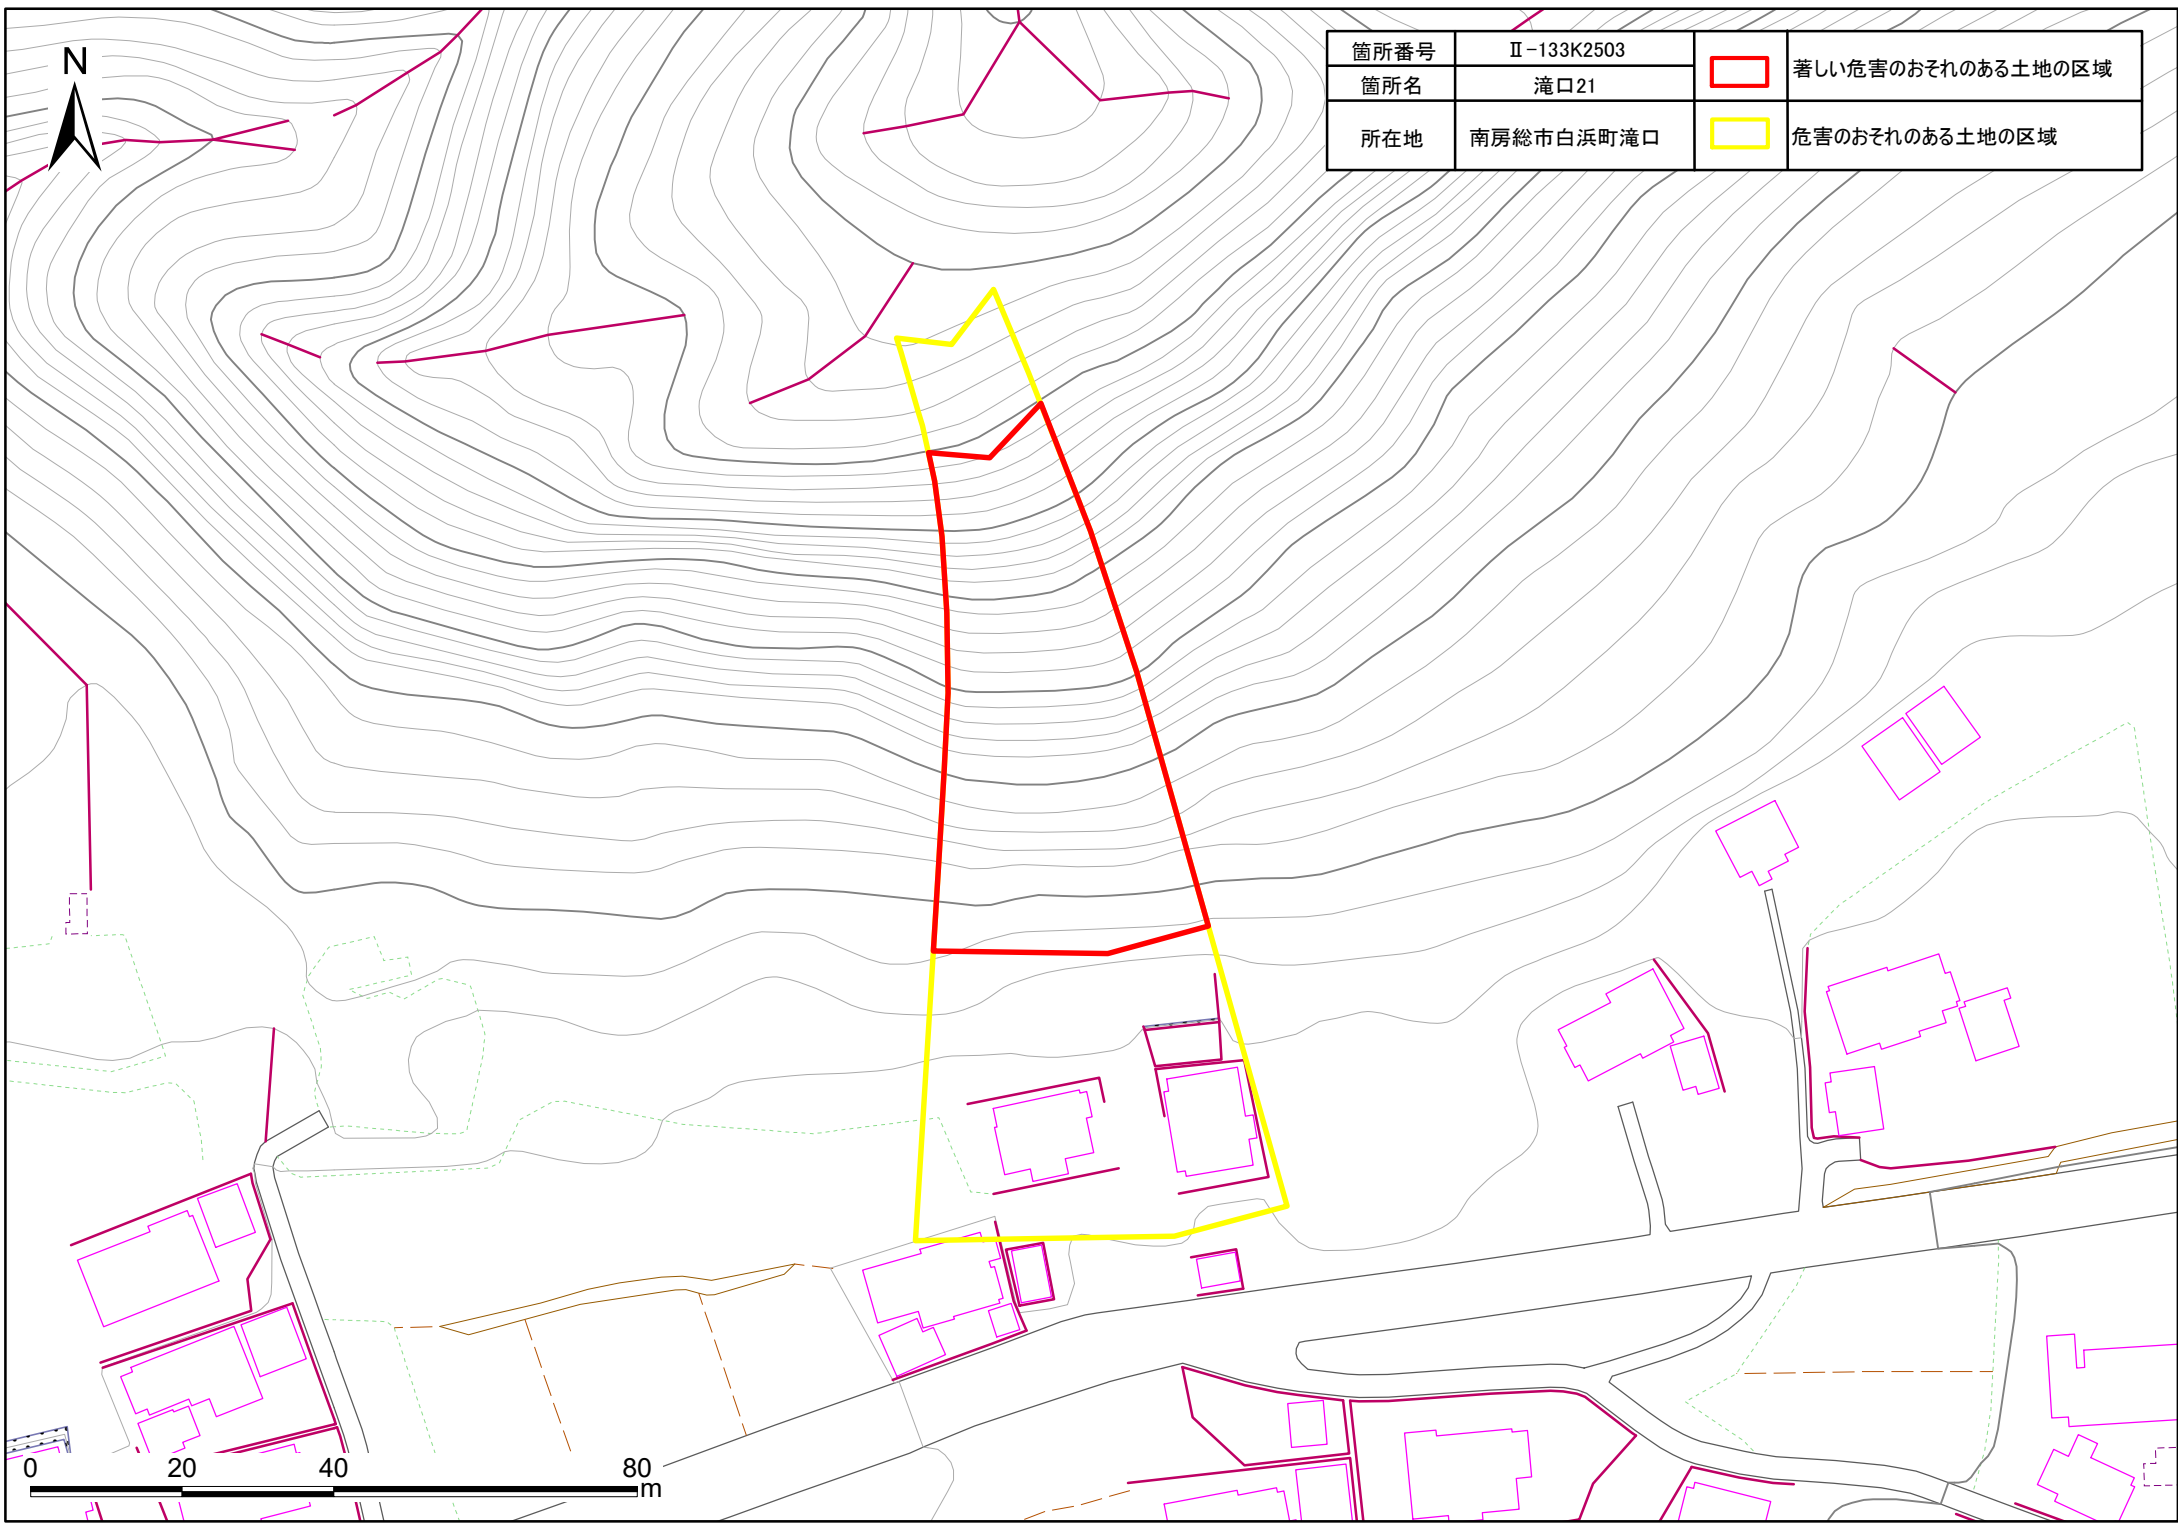 N
箇所番号 Ⅱ-133K2503
著しい危害のおそれのある土地の区域
箇所名 滝口21
所在地 南房総市白浜町滝口
危害のおそれのある土地の区域
0 20 40 80
m